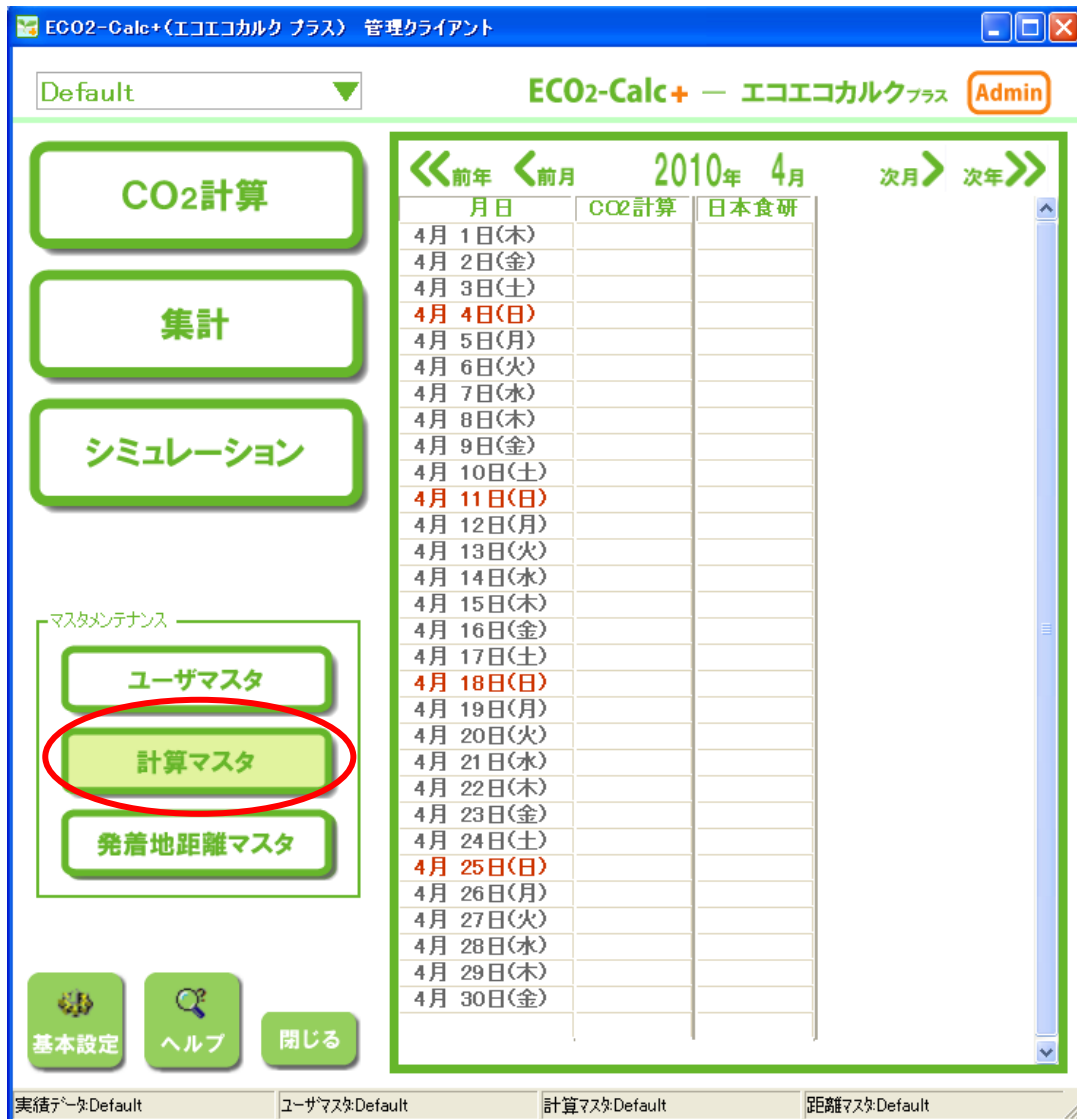 ECO2-Calc+(エコエコカルク プラス) 管理クライアント
Default
ECO2-Calc+ ― エコエコカルクプラス Admin
CO2計算
集計
シミュレーション
マスタメンテナンス
ユーザマスタ
計算マスタ
発着地距離マスタ
基本設定
ヘルプ
閉じる
前年 前月 2010年 4月 次月 次年
月日 CO2計算 日本食研
4月 1日(木)
4月 2日(金)
4月 3日(土)
4月 4日(日)
4月 5日(月)
4月 6日(火)
4月 7日(水)
4月 8日(木)
4月 9日(金)
4月 10日(土)
4月 11日(日)
4月 12日(月)
4月 13日(火)
4月 14日(水)
4月 15日(木)
4月 16日(金)
4月 17日(土)
4月 18日(日)
4月 19日(月)
4月 20日(火)
4月 21日(水)
4月 22日(木)
4月 23日(金)
4月 24日(土)
4月 25日(日)
4月 26日(月)
4月 27日(火)
4月 28日(水)
4月 29日(木)
4月 30日(金)
実績データ:Default ユーザマスタ:Default 計算マスタ:Default 距離マスタ:Default